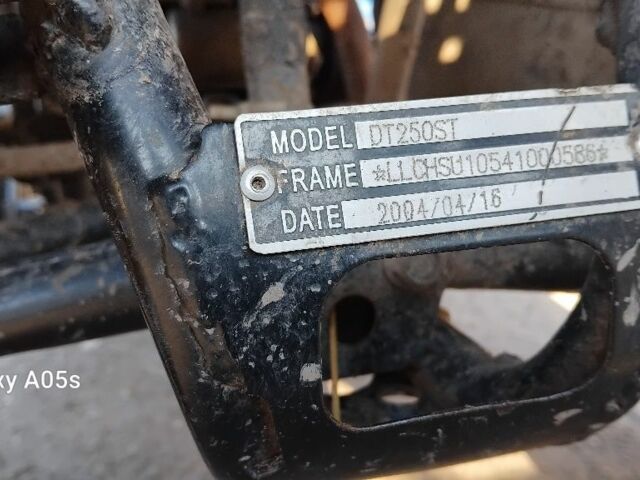 MODEL DT250ST
FRAME *LLCHSU10541000586*
DATE 2004/04/16
xy A05s